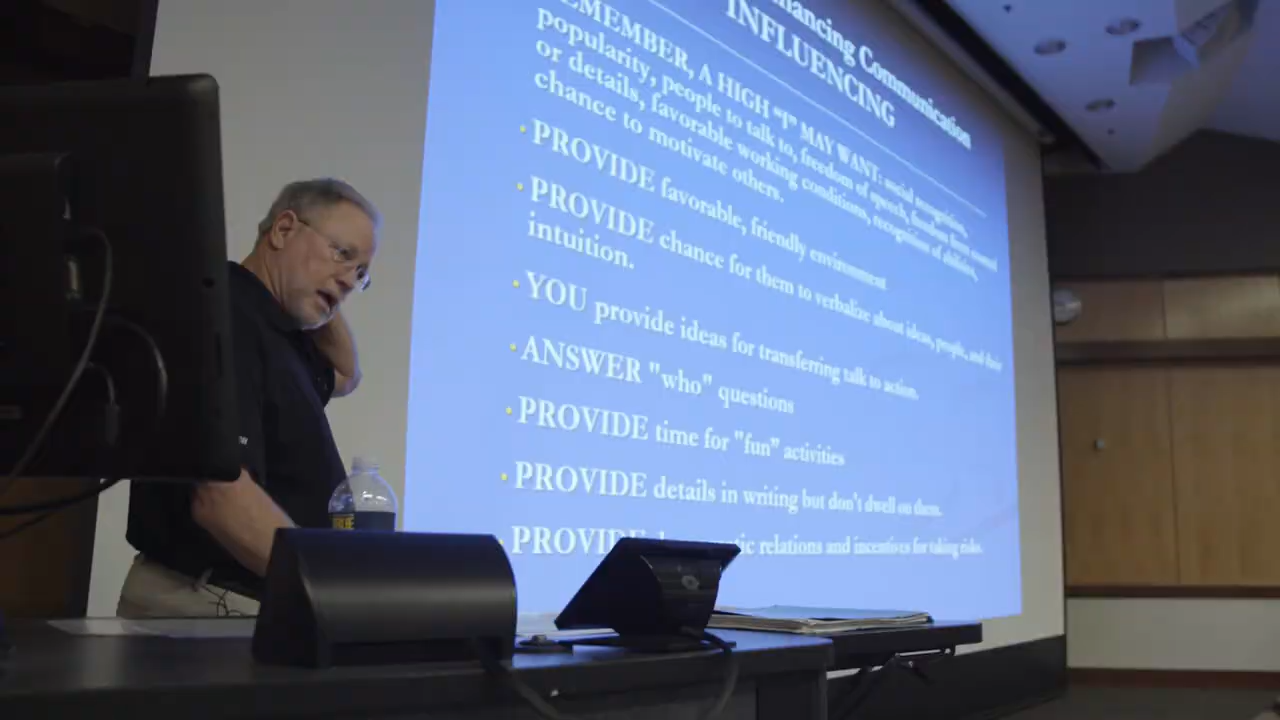 Enhancing Communication
INFLUENCING
REMEMBER, A HIGH "I" MAY WANT: social recognition,
popularity, people to talk to, freedom of speech, freedom from control
or details, favorable working conditions, recognition of abilities,
chance to motivate others.
• PROVIDE favorable, friendly environment
• PROVIDE chance for them to verbalize about ideas, people, and their
intuition.
• YOU provide ideas for transferring talk to action.
• ANSWER "who" questions
• PROVIDE time for "fun" activities
• PROVIDE details in writing but don't dwell on them.
• PROVIDE relations and incentives for taking risks.